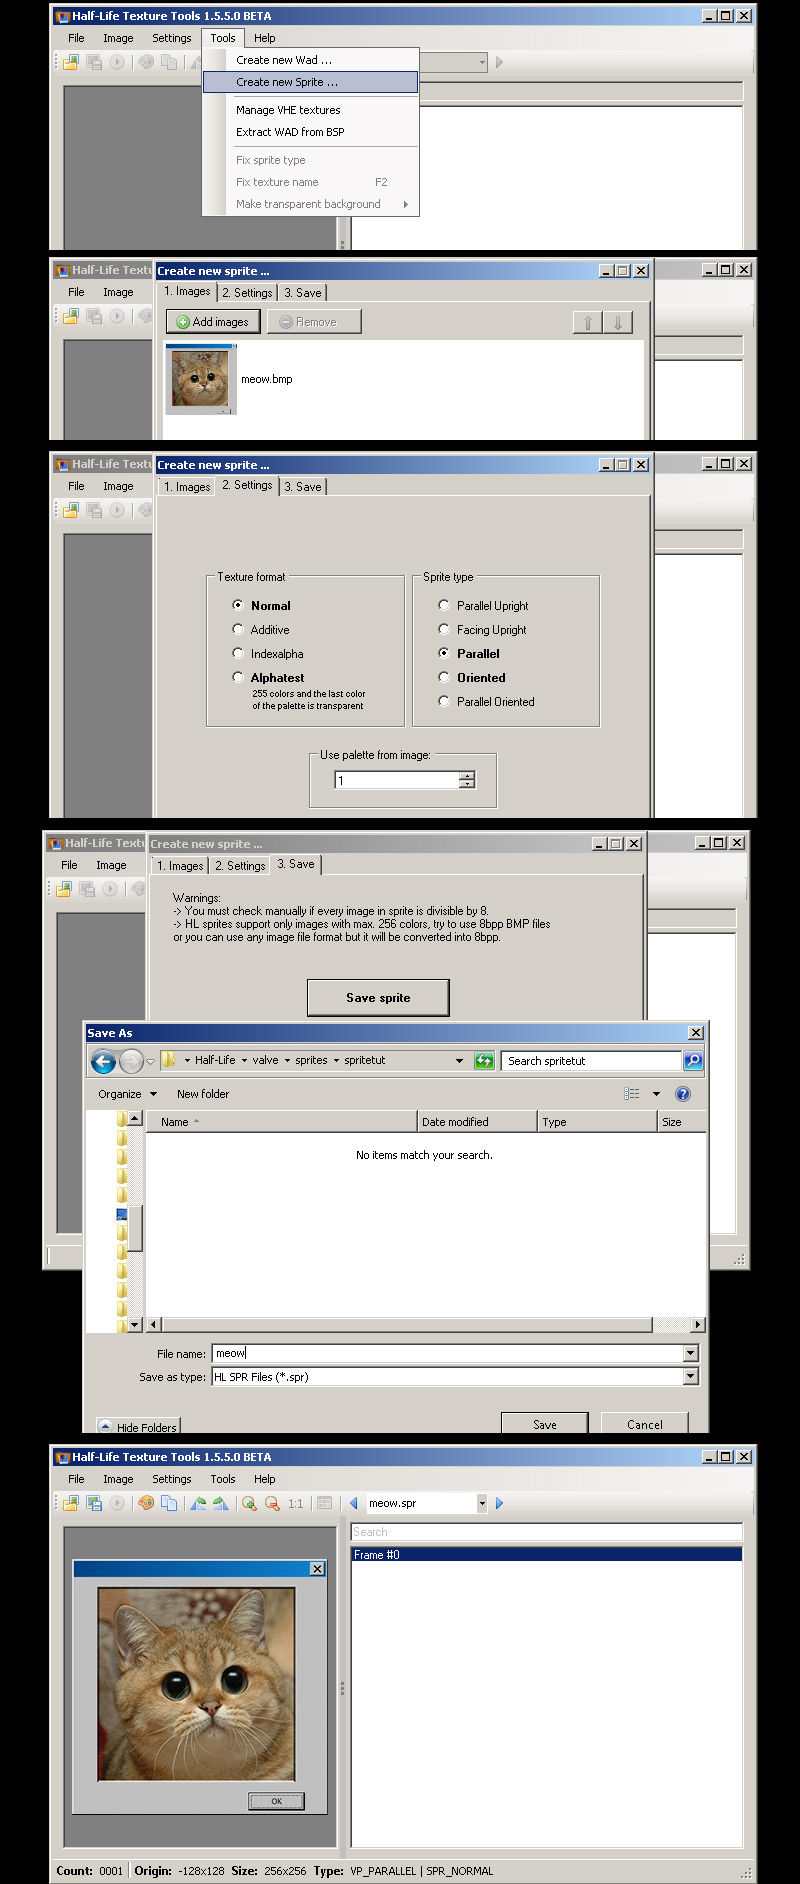 Half-Life Texture Tools 1.5.5.0 BETA
File Image Settings Tools Help
Create new Wad ...
Create new Sprite ...
Manage VHE textures
Extract WAD from BSP
Fix sprite type
Fix texture name F2
Make transparent background
Half-Life Textu
Create new sprite ...
File Image
1. Images 2. Settings 3. Save
Add images Remove
meow.bmp
Half-Life Textu
Create new sprite ...
File Image
1. Images 2. Settings 3. Save
Texture format
Normal
Additive
Indexalpha
Alphatest
255 colors and the last color
of the palette is transparent
Sprite type
Parallel Upright
Facing Upright
Parallel
Oriented
Parallel Oriented
Use palette from image:
1
Half-Life Textu
Create new sprite ...
File Image
1. Images 2. Settings 3. Save
Warnings:
-> You must check manually if every image in sprite is divisible by 8.
-> HL sprites support only images with max. 256 colors, try to use 8bpp BMP files
or you can use any image file format but it will be converted into 8bpp.
Save sprite
Save As
Half-Life valve sprites spritetut
Search spritetut
Organize New folder
Name Date modified Type Size
No items match your search.
File name: meow
Save as type: HL SPR Files (*.spr)
Hide Folders Save Cancel
Half-Life Texture Tools 1.5.5.0 BETA
File Image Settings Tools Help
1:1 meow.spr
Search
Frame #0
OK
Count: 0001 Origin: -128x128 Size: 256x256 Type: VP_PARALLEL | SPR_NORMAL